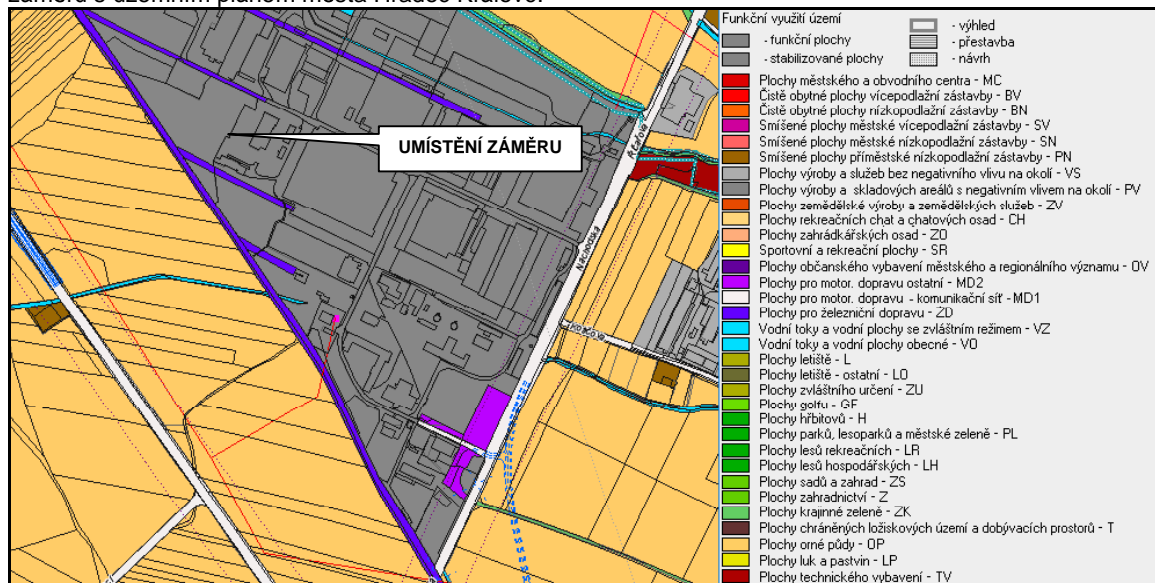 záměru s územním plánem města Hradec Králové.
Funkční využití území
- funkční plochy
- stabilizované plochy
- výhled
- přestavba
- návrh
Plochy městského a obvodního centra - MC
Čistě obytné plochy vícepodlažní zástavby - BV
Čistě obytné plochy nízkopodlažní zástavby - BN
Smíšené plochy městské vícepodlažní zástavby - SV
Smíšené plochy městské nízkopodlažní zástavby - SN
Smíšené plochy příměstské nízkopodlažní zástavby - PN
Plochy výroby a služeb bez negativního vlivu na okolí - VS
Plochy výroby a skladových areálů s negativním vlivem na okolí - PV
Plochy zemědělské výroby a zemědělských služeb - ZV
Plochy rekreačních chat a chatových osad - CH
Plochy zahrádkářských osad - ZO
Sportovní a rekreační plochy - SR
Plochy občanského vybavení městského a regionálního významu - OV
Plochy pro motor. dopravu ostatní - MD2
Plochy pro motor. dopravu - komunikační síť - MD1
Plochy pro železniční dopravu - ZD
Vodní toky a vodní plochy se zvláštním režimem - VZ
Vodní toky a vodní plochy obecné - VO
Plochy letiště - L
Plochy letiště - ostatní - LO
Plochy zvláštního určení - ZU
Plochy golfu - GF
Plochy hřbitovů - H
Plochy parků, lesoparků a městské zeleně - PL
Plochy lesů rekreačních - LR
Plochy lesů hospodářských - LH
Plochy sadů a zahrad - ZS
Plochy zahradnictví - Z
Plochy krajinné zeleně - ZK
Plochy chráněných ložiskových území a dobývacích prostorů - T
Plochy orné půdy - OP
Plochy luk a pastvin - LP
Plochy technického vybavení - TV
UMÍSTĚNÍ ZÁMĚRU
Náchodská